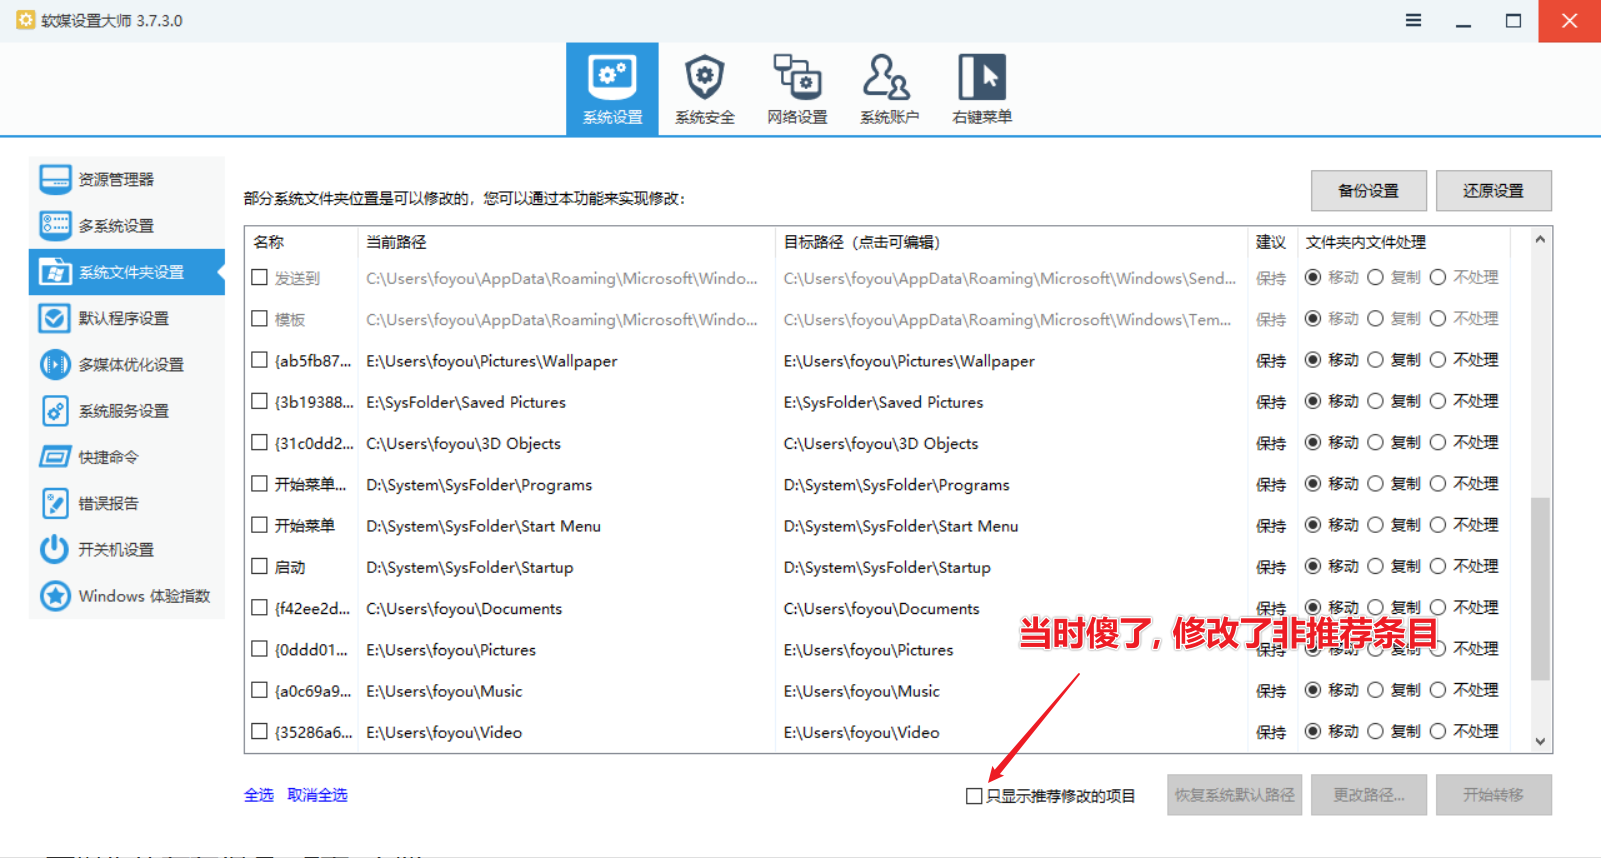 软媒设置大师 3.7.3.0
系统设置 系统安全 网络设置 系统账户 右键菜单
资源管理器
多系统设置
系统文件夹设置
默认程序设置
多媒体优化设置
系统服务设置
快捷命令
错误报告
开关机设置
Windows 体验指数
部分系统文件夹位置是可以修改的，您可以通过本功能来实现修改：
备份设置 还原设置
名称 当前路径 目标路径（点击可编辑） 建议 文件夹内文件处理
发送到 C:\Users\foyou\AppData\Roaming\Microsoft\Windo... C:\Users\foyou\AppData\Roaming\Microsoft\Windows\Send... 保持 移动 复制 不处理
模板 C:\Users\foyou\AppData\Roaming\Microsoft\Windo... C:\Users\foyou\AppData\Roaming\Microsoft\Windows\Tem... 保持 移动 复制 不处理
{ab5fb87... E:\Users\foyou\Pictures\Wallpaper E:\Users\foyou\Pictures\Wallpaper 保持 移动 复制 不处理
{3b19388... E:\SysFolder\Saved Pictures E:\SysFolder\Saved Pictures 保持 移动 复制 不处理
{31c0dd2... C:\Users\foyou\3D Objects C:\Users\foyou\3D Objects 保持 移动 复制 不处理
开始菜单... D:\System\SysFolder\Programs D:\System\SysFolder\Programs 保持 移动 复制 不处理
开始菜单 D:\System\SysFolder\Start Menu D:\System\SysFolder\Start Menu 保持 移动 复制 不处理
启动 D:\System\SysFolder\Startup D:\System\SysFolder\Startup 保持 移动 复制 不处理
{f42ee2d... C:\Users\foyou\Documents C:\Users\foyou\Documents 保持 移动 复制 不处理
当时傻了，修改了非推荐条目
{0ddd01... E:\Users\foyou\Pictures E:\Users\foyou\Pictures 保持 移动 复制 不处理
{a0c69a9... E:\Users\foyou\Music E:\Users\foyou\Music 保持 移动 复制 不处理
{35286a6... E:\Users\foyou\Video E:\Users\foyou\Video 保持 移动 复制 不处理
全选 取消全选 只显示推荐修改的项目 恢复系统默认路径 更改路径... 开始转移